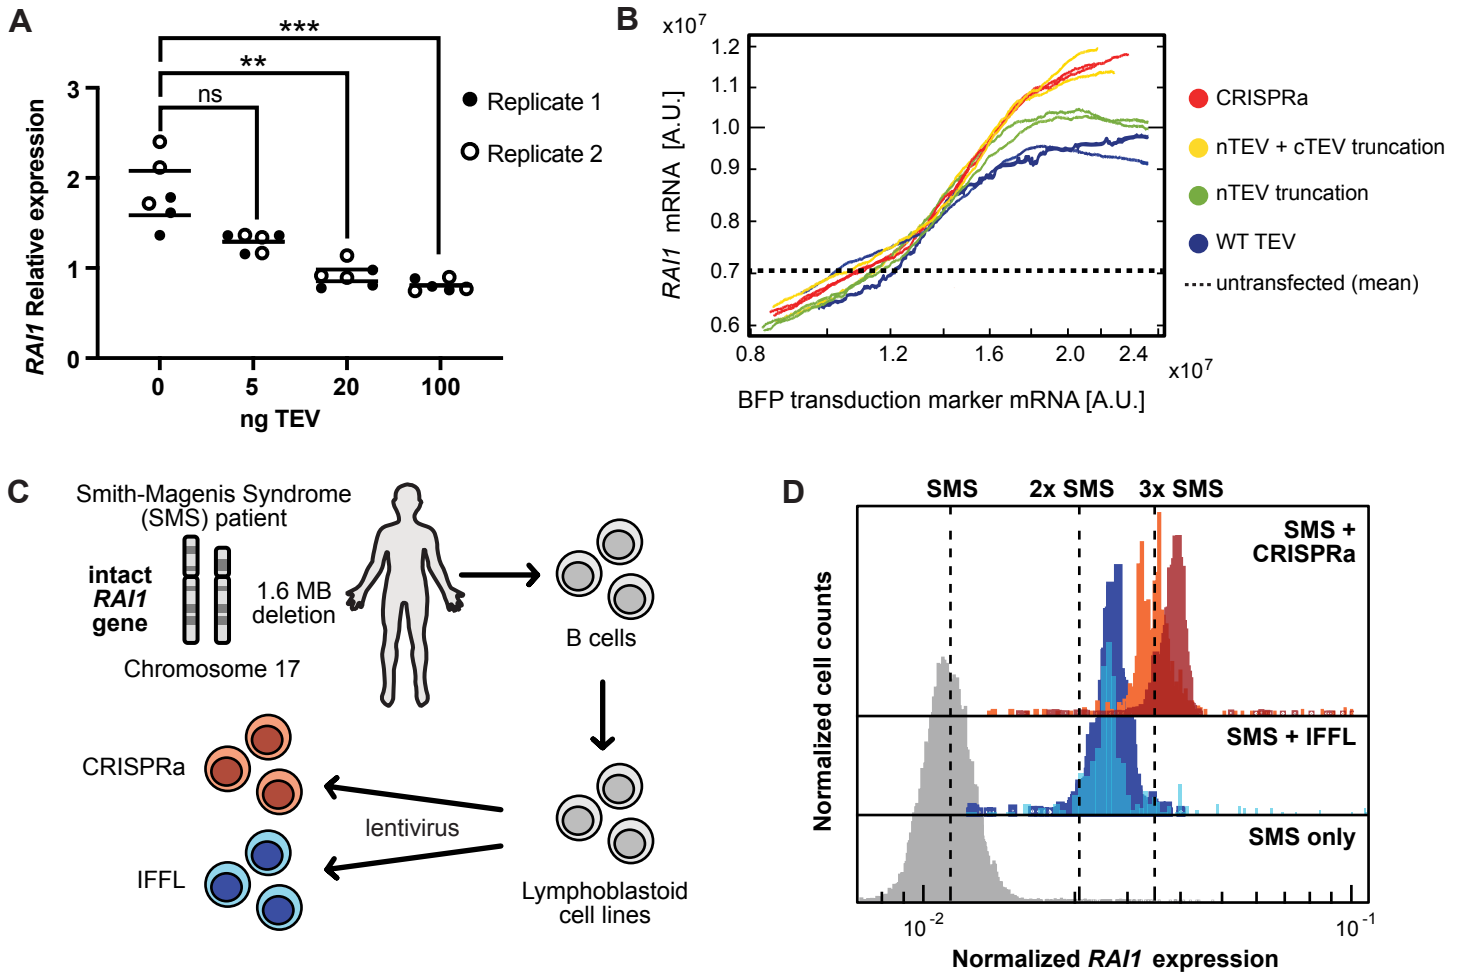 A
***
**
ns
3
2
1
0
RAI1 Relative expression
0
5
20
100
ng TEV
Replicate 1
Replicate 2
B
x10⁷
1.2
1.1
1.0
0.9
0.8
0.7
0.6
RAI1 mRNA [A.U.]
0.8
1.2
1.6
2.0
2.4
x10⁷
BFP transduction marker mRNA [A.U.]
CRISPRa
nTEV + cTEV truncation
nTEV truncation
WT TEV
untransfected (mean)
C
Smith-Magenis Syndrome
(SMS) patient
intact
RAI1
gene
1.6 MB
deletion
Chromosome 17
B cells
CRISPRa
lentivirus
IFFL
Lymphoblastoid
cell lines
D
SMS
2x SMS
3x SMS
SMS +
CRISPRa
SMS + IFFL
SMS only
Normalized cell counts
10⁻²
10⁻¹
Normalized RAI1 expression